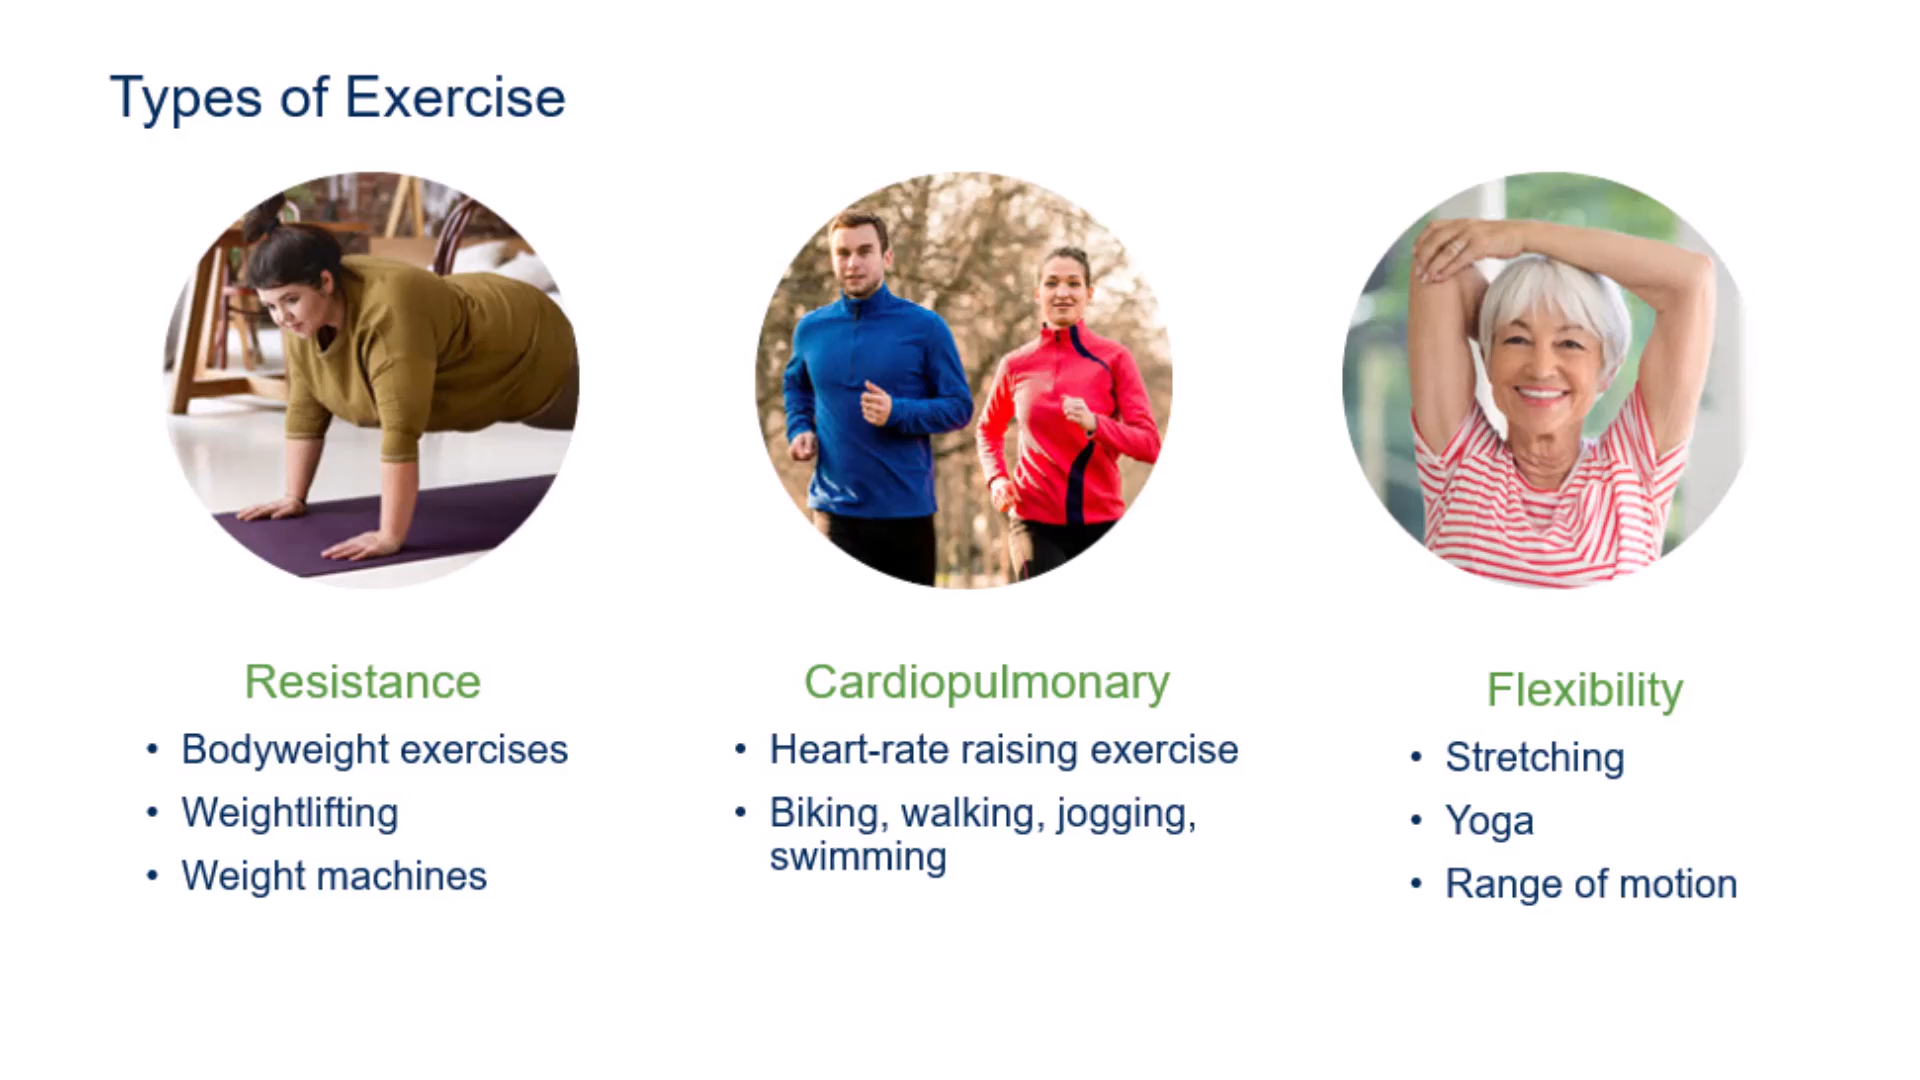 Types of Exercise
Resistance
• Bodyweight exercises
• Weightlifting
• Weight machines
Cardiopulmonary
• Heart-rate raising exercise
• Biking, walking, jogging,
swimming
Flexibility
• Stretching
• Yoga
• Range of motion